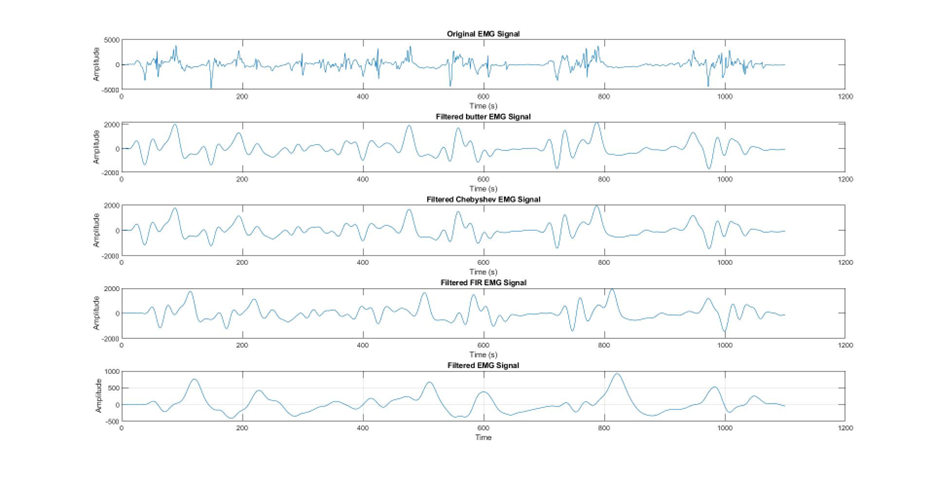 Original EMG Signal
5000
0
-5000
Amplitude
0 200 400 600 800 1000 1200
Time (s)
Filtered butter EMG Signal
2000
0
-2000
Amplitude
0 200 400 600 800 1000 1200
Time (s)
Filtered Chebyshev EMG Signal
2000
0
-2000
Amplitude
0 200 400 600 800 1000 1200
Time (s)
Filtered FIR EMG Signal
2000
0
-2000
Amplitude
0 200 400 600 800 1000 1200
Time (s)
Filtered EMG Signal
1000
500
0
-500
Amplitude
0 200 400 600 800 1000 1200
Time